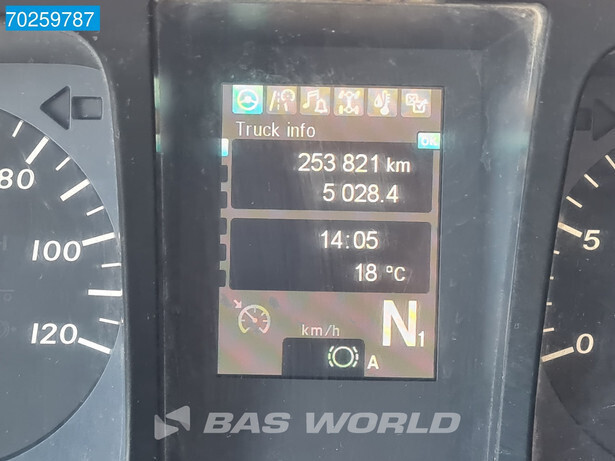 70259787
Truck info
OK
253 821 km
5 028.4
14:05
18 °C
80
100
120
5
0
km/h
N1
A
BAS WORLD